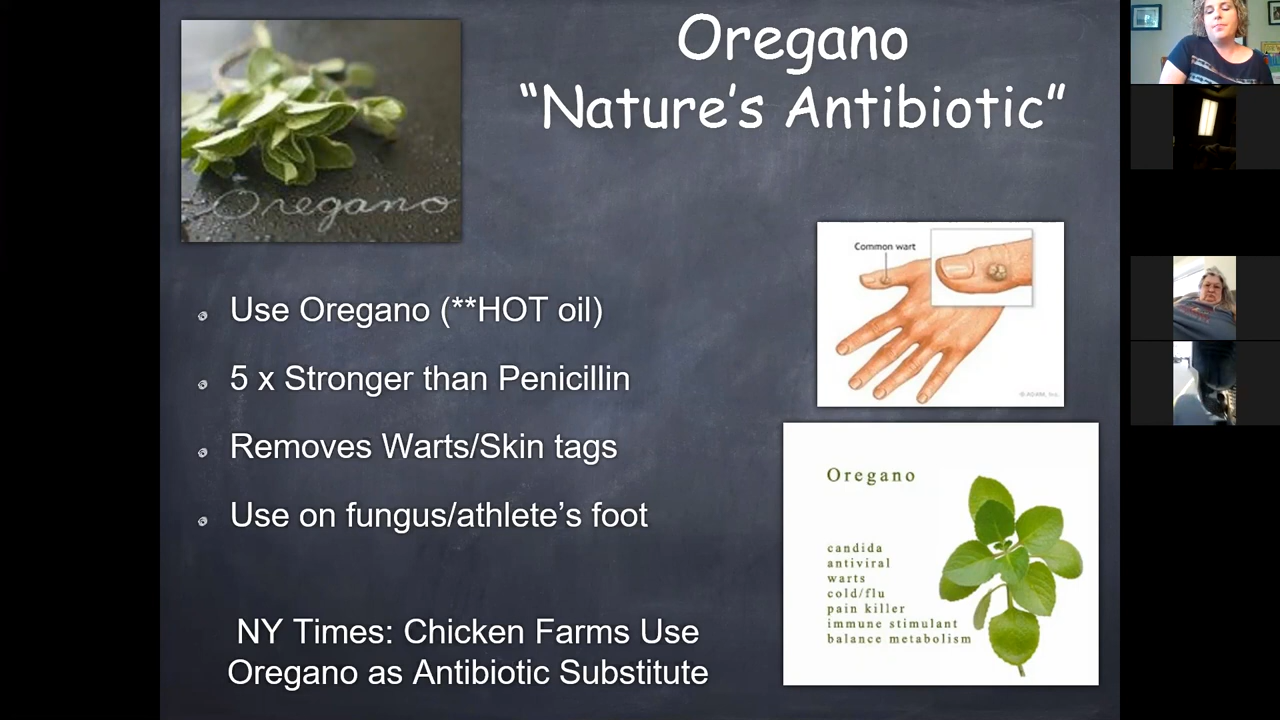 Oregano
"Nature's Antibiotic"
Oregano
Common wart
© ADAM, Inc.
Use Oregano (**HOT oil)
5 x Stronger than Penicillin
Removes Warts/Skin tags
Use on fungus/athlete's foot
NY Times: Chicken Farms Use
Oregano as Antibiotic Substitute
Oregano
candida
antiviral
warts
cold/flu
pain killer
immune stimulant
balance metabolism